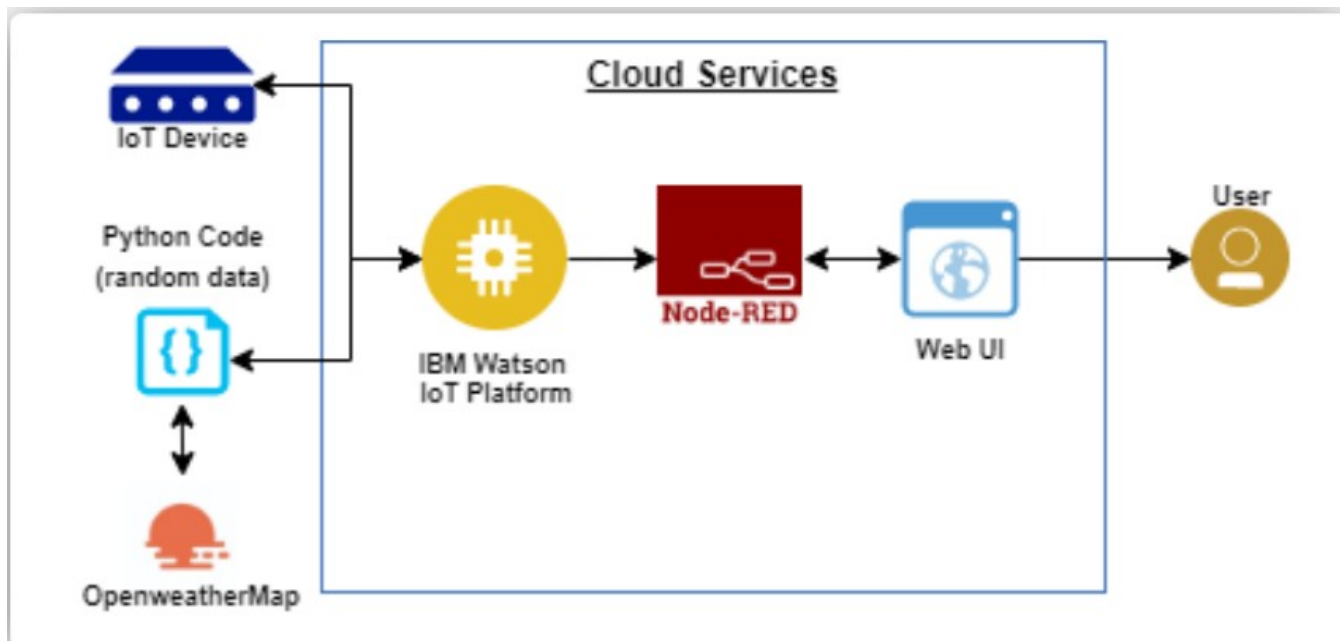 Cloud Services
IoT Device
Python Code
(random data)
{}
OpenweatherMap
IBM Watson
IoT Platform
Node-RED
Web UI
User